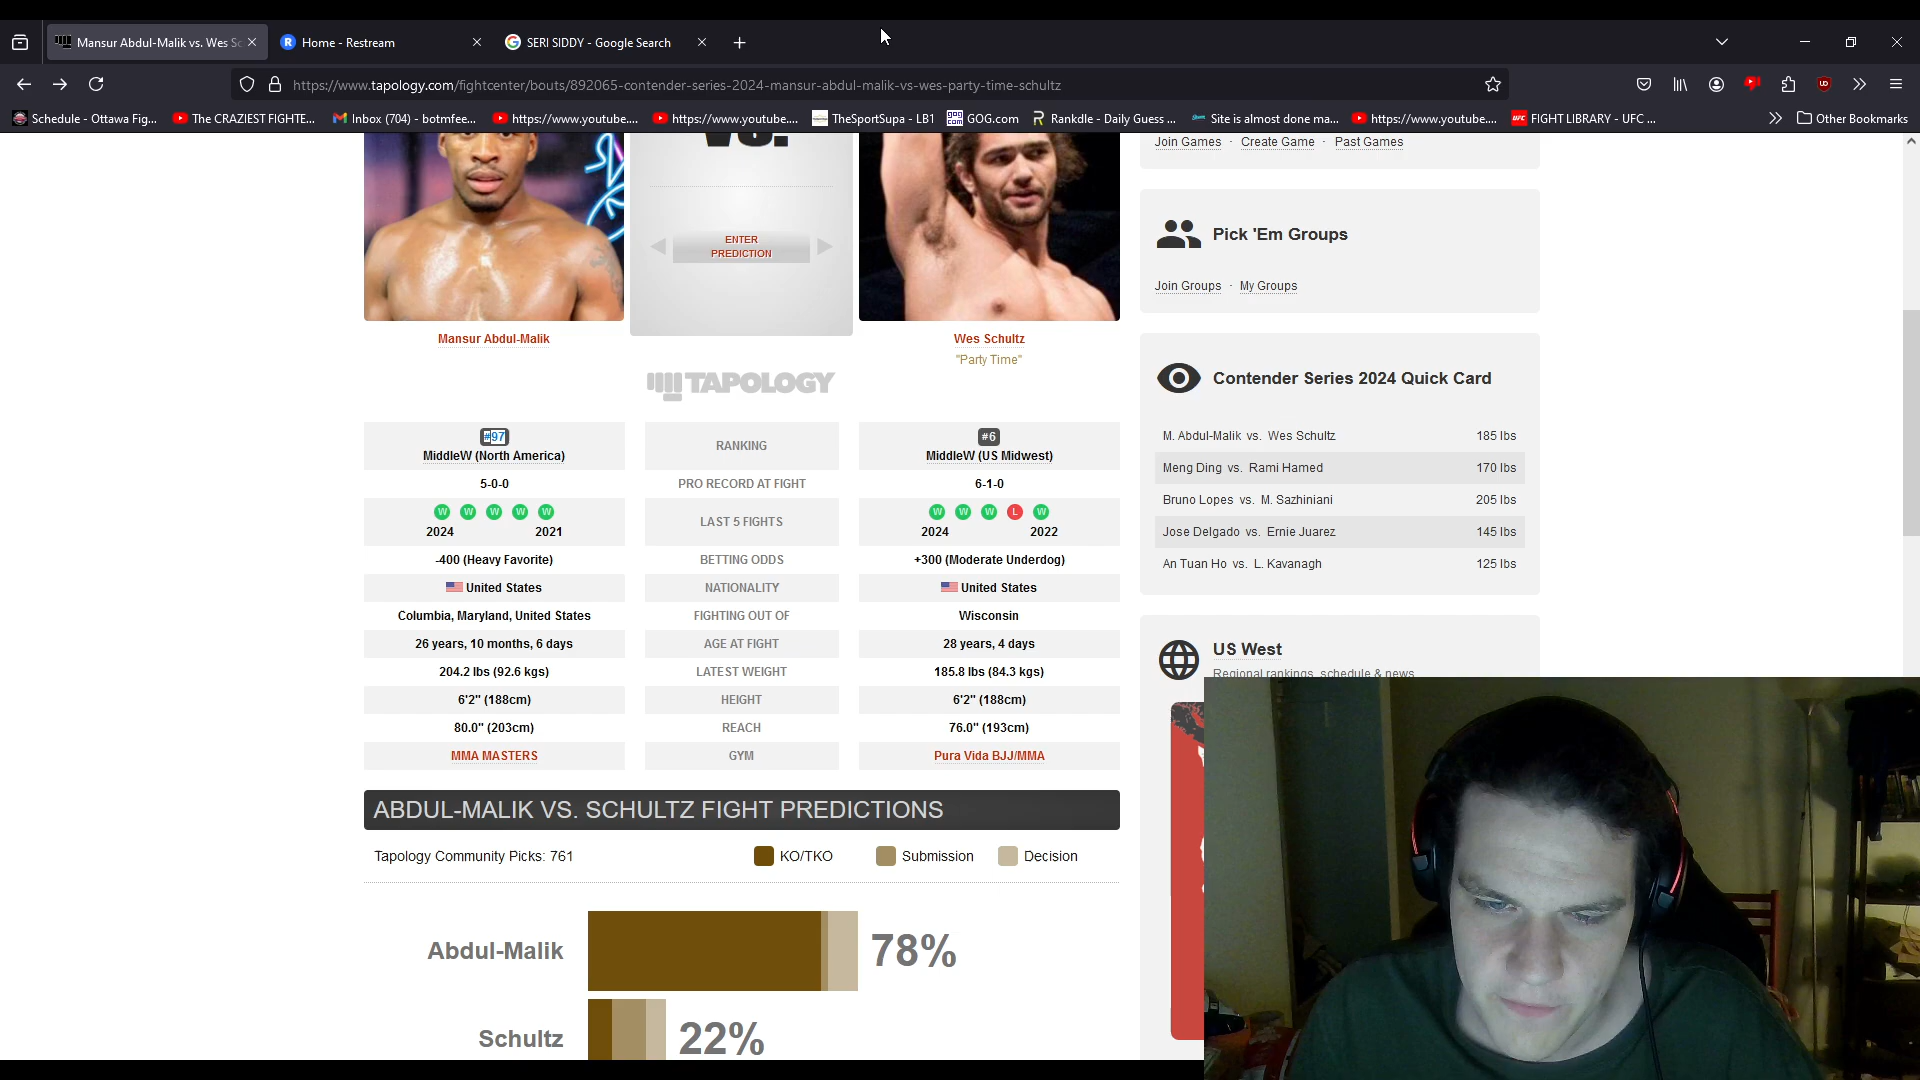 Mansur Abdul-Malik vs. Wes Sc
Home - Restream
SERI SIDDY - Google Search
https://www.tapology.com/fightcenter/bouts/892065-contender-series-2024-mansur-abdul-malik-vs-wes-party-time-schultz
Schedule - Ottawa Fig...
The CRAZIEST FIGHTE...
Inbox (704) - botmfee...
https://www.youtube....
https://www.youtube....
TheSportSupa - LB1
GOG.com
Rankdle - Daily Guess ...
Site is almost done ma...
https://www.youtube....
FIGHT LIBRARY - UFC ...
Other Bookmarks
VS.
ENTER
PREDICTION
Mansur Abdul-Malik
Wes Schultz
"Party Time"
TAPOLOGY
#97
MiddleW (North America)
RANKING
#6
MiddleW (US Midwest)
5-0-0
PRO RECORD AT FIGHT
6-1-0
W W W W W
2024 2021
LAST 5 FIGHTS
W W W L W
2024 2022
-400 (Heavy Favorite)
BETTING ODDS
+300 (Moderate Underdog)
United States
NATIONALITY
United States
Columbia, Maryland, United States
FIGHTING OUT OF
Wisconsin
26 years, 10 months, 6 days
AGE AT FIGHT
28 years, 4 days
204.2 lbs (92.6 kgs)
LATEST WEIGHT
185.8 lbs (84.3 kgs)
6'2" (188cm)
HEIGHT
6'2" (188cm)
80.0" (203cm)
REACH
76.0" (193cm)
MMA MASTERS
GYM
Pura Vida BJJ/MMA
ABDUL-MALIK VS. SCHULTZ FIGHT PREDICTIONS
Tapology Community Picks: 761
KO/TKO
Submission
Decision
Abdul-Malik
78%
Schultz
22%
Join Games · Create Game · Past Games
Pick 'Em Groups
Join Groups · My Groups
Contender Series 2024 Quick Card
M. Abdul-Malik vs. Wes Schultz 185 lbs
Meng Ding vs. Rami Hamed 170 lbs
Bruno Lopes vs. M. Sazhiniani 205 lbs
Jose Delgado vs. Ernie Juarez 145 lbs
An Tuan Ho vs. L. Kavanagh 125 lbs
US West
Regional rankings, schedule & news